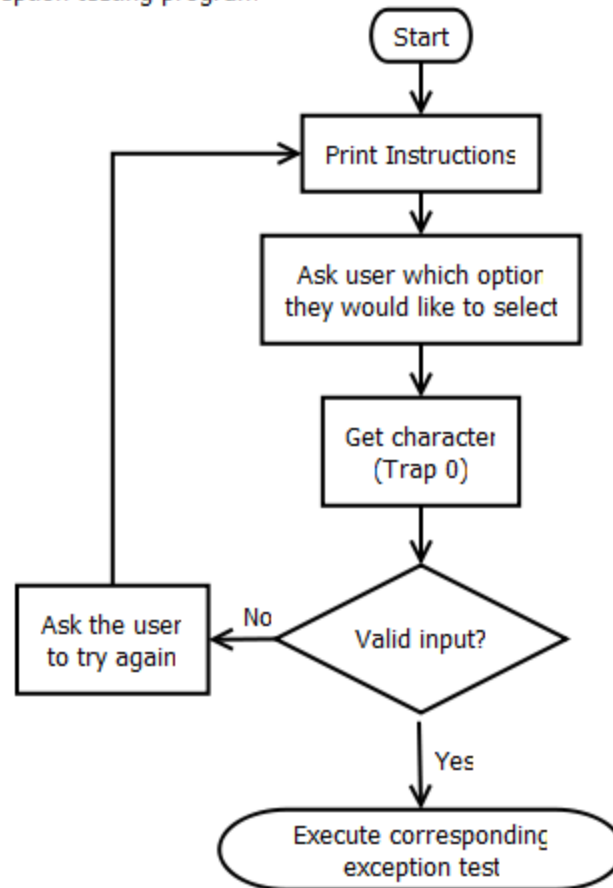 option testing program
Start
Print Instructions
Ask user which option
they would like to select
Get character
(Trap 0)
Valid input?
No
Ask the user
to try again
Yes
Execute corresponding
exception test